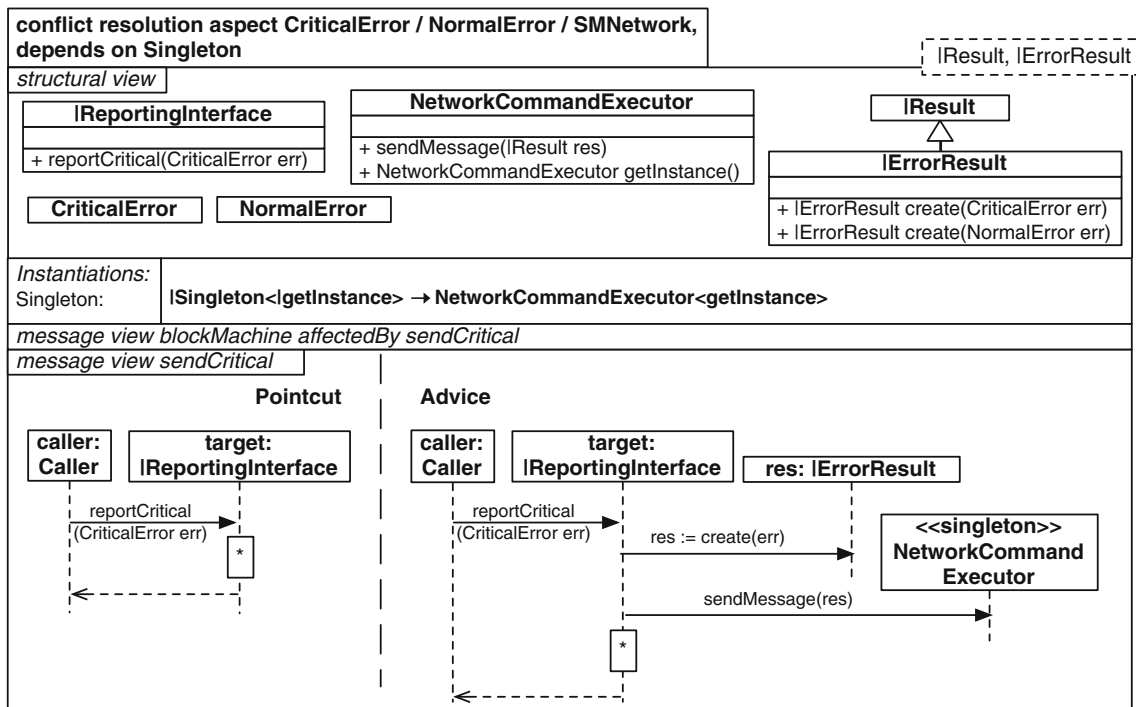 conflict resolution aspect CriticalError / NormalError / SMNetwork,
depends on Singleton
|Result, |ErrorResult
structural view
|ReportingInterface
+ reportCritical(CriticalError err)
NetworkCommandExecutor
+ sendMessage(|Result res)
+ NetworkCommandExecutor getInstance()
|Result
|ErrorResult
+ |ErrorResult create(CriticalError err)
+ |ErrorResult create(NormalError err)
CriticalError
NormalError
Instantiations:
Singleton:
|Singleton<|getInstance> → NetworkCommandExecutor<getInstance>
message view blockMachine affectedBy sendCritical
message view sendCritical
Pointcut
Advice
caller:
Caller
target:
|ReportingInterface
reportCritical
(CriticalError err)
*
caller:
Caller
target:
|ReportingInterface
res: |ErrorResult
reportCritical
(CriticalError err)
res := create(err)
<<singleton>>
NetworkCommand
Executor
sendMessage(res)
*